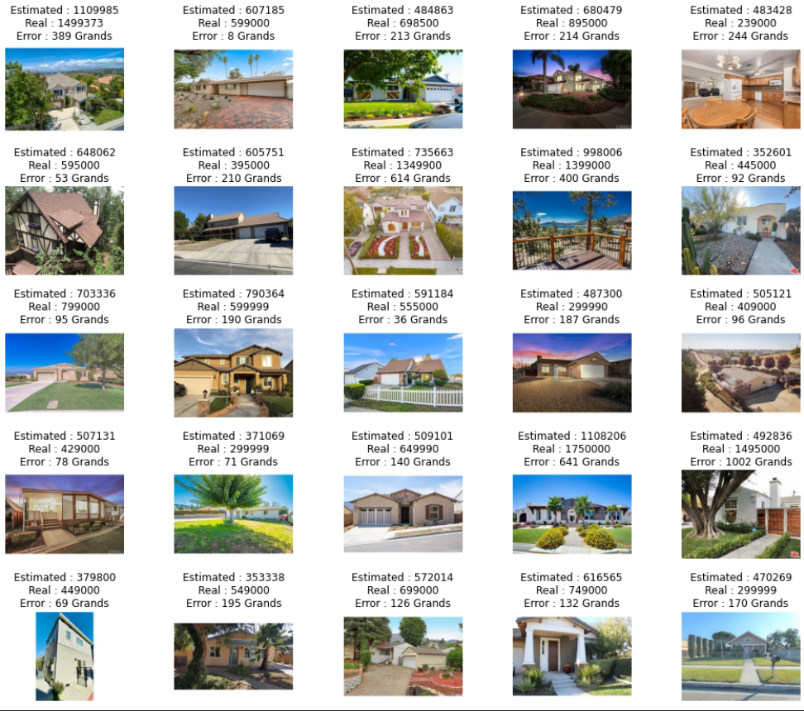 Estimated : 1109985
Real : 1499373
Error : 389 Grands
Estimated : 607185
Real : 599000
Error : 8 Grands
Estimated : 484863
Real : 698500
Error : 213 Grands
Estimated : 680479
Real : 895000
Error : 214 Grands
Estimated : 483428
Real : 239000
Error : 244 Grands
Estimated : 648062
Real : 595000
Error : 53 Grands
Estimated : 605751
Real : 395000
Error : 210 Grands
Estimated : 735663
Real : 1349900
Error : 614 Grands
Estimated : 998006
Real : 1399000
Error : 400 Grands
Estimated : 352601
Real : 445000
Error : 92 Grands
Estimated : 703336
Real : 799000
Error : 95 Grands
Estimated : 790364
Real : 599999
Error : 190 Grands
Estimated : 591184
Real : 555000
Error : 36 Grands
Estimated : 487300
Real : 299990
Error : 187 Grands
Estimated : 505121
Real : 409000
Error : 96 Grands
Estimated : 507131
Real : 429000
Error : 78 Grands
Estimated : 371069
Real : 299999
Error : 71 Grands
Estimated : 509101
Real : 649990
Error : 140 Grands
Estimated : 1108206
Real : 1750000
Error : 641 Grands
Estimated : 492836
Real : 1495000
Error : 1002 Grands
Estimated : 379800
Real : 449000
Error : 69 Grands
Estimated : 353338
Real : 549000
Error : 195 Grands
Estimated : 572014
Real : 699000
Error : 126 Grands
Estimated : 616565
Real : 749000
Error : 132 Grands
Estimated : 470269
Real : 299999
Error : 170 Grands